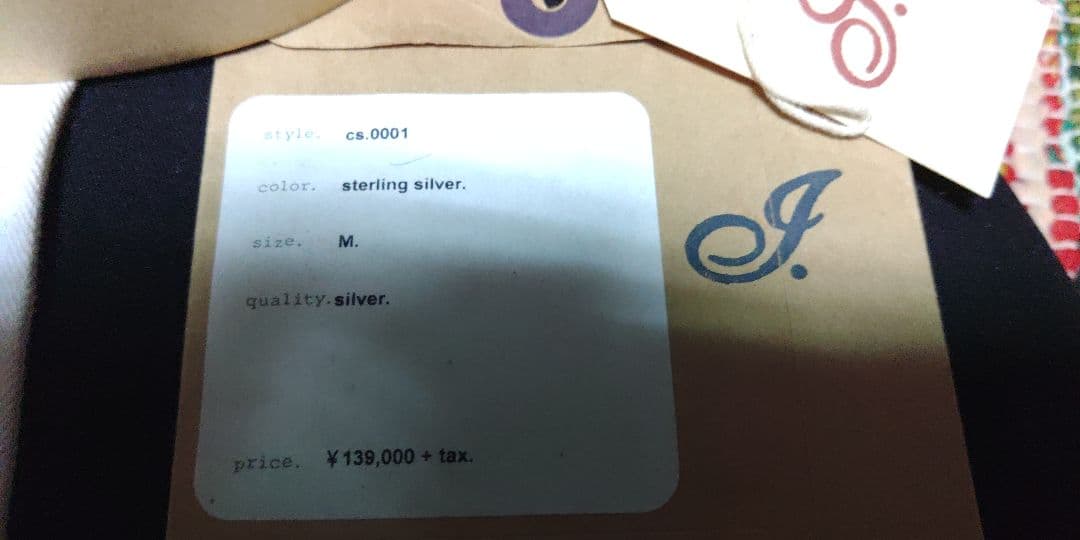 style. cs.0001
color. sterling silver.
size. M.
quality. silver.
price. ¥139,000 + tax.
J.